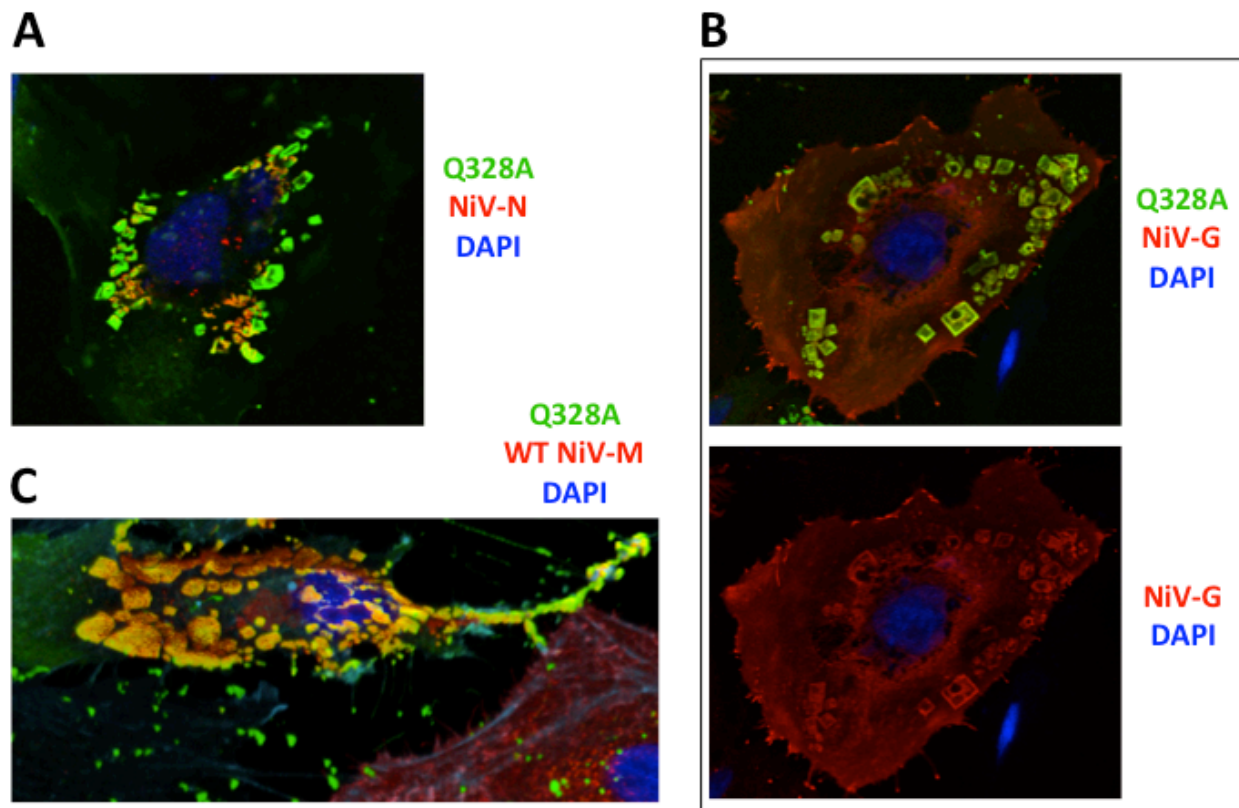 A
Q328A
NiV-N
DAPI
B
Q328A
NiV-G
DAPI
NiV-G
DAPI
C
Q328A
WT NiV-M
DAPI